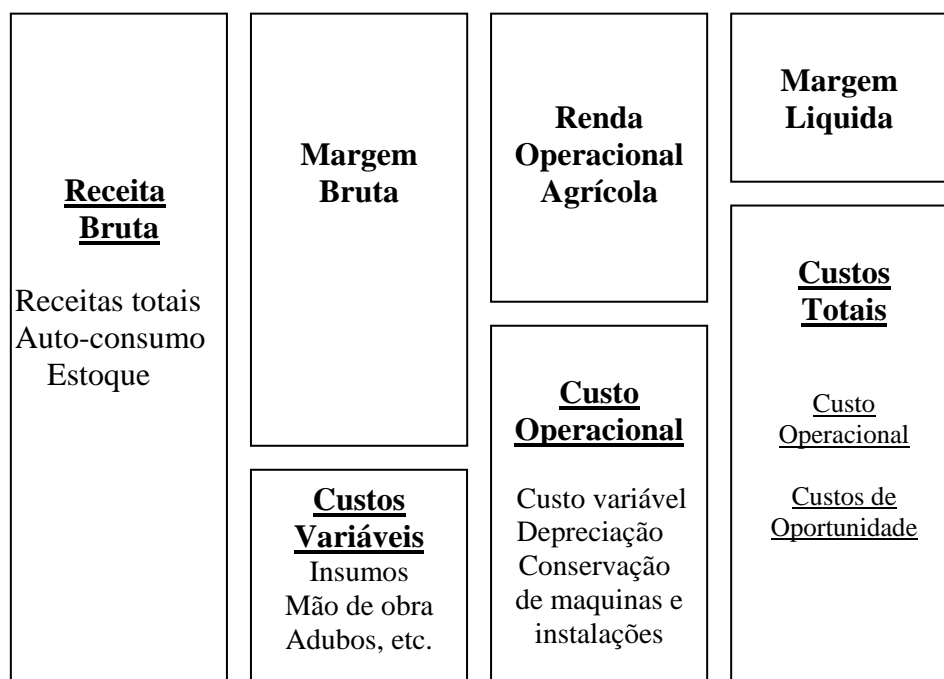 Receita
Bruta
Receitas totais
Auto-consumo
Estoque
Margem
Bruta
Custos
Variáveis
Insumos
Mão de obra
Adubos, etc.
Renda
Operacional
Agrícola
Custo
Operacional
Custo variável
Depreciação
Conservação
de maquinas e
instalações
Margem
Liquida
Custos
Totais
Custo
Operacional
Custos de
Oportunidade